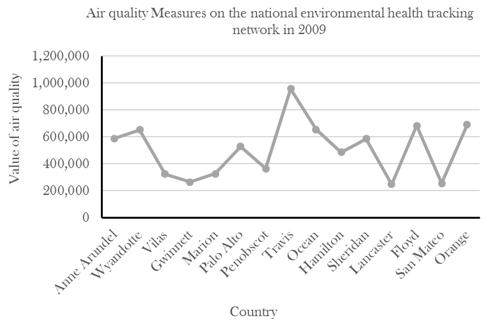 Air quality Measures on the national environmental health tracking
network in 2009
1,200,000
1,000,000
800,000
600,000
400,000
200,000
0
Value of air quality
Anne Arundel
Wyandotte
Vilas
Gwinnett
Marion
Palo Alto
Penobscot
Travis
Ocean
Hamilton
Sheridan
Lancaster
Floyd
San Mateo
Orange
Country